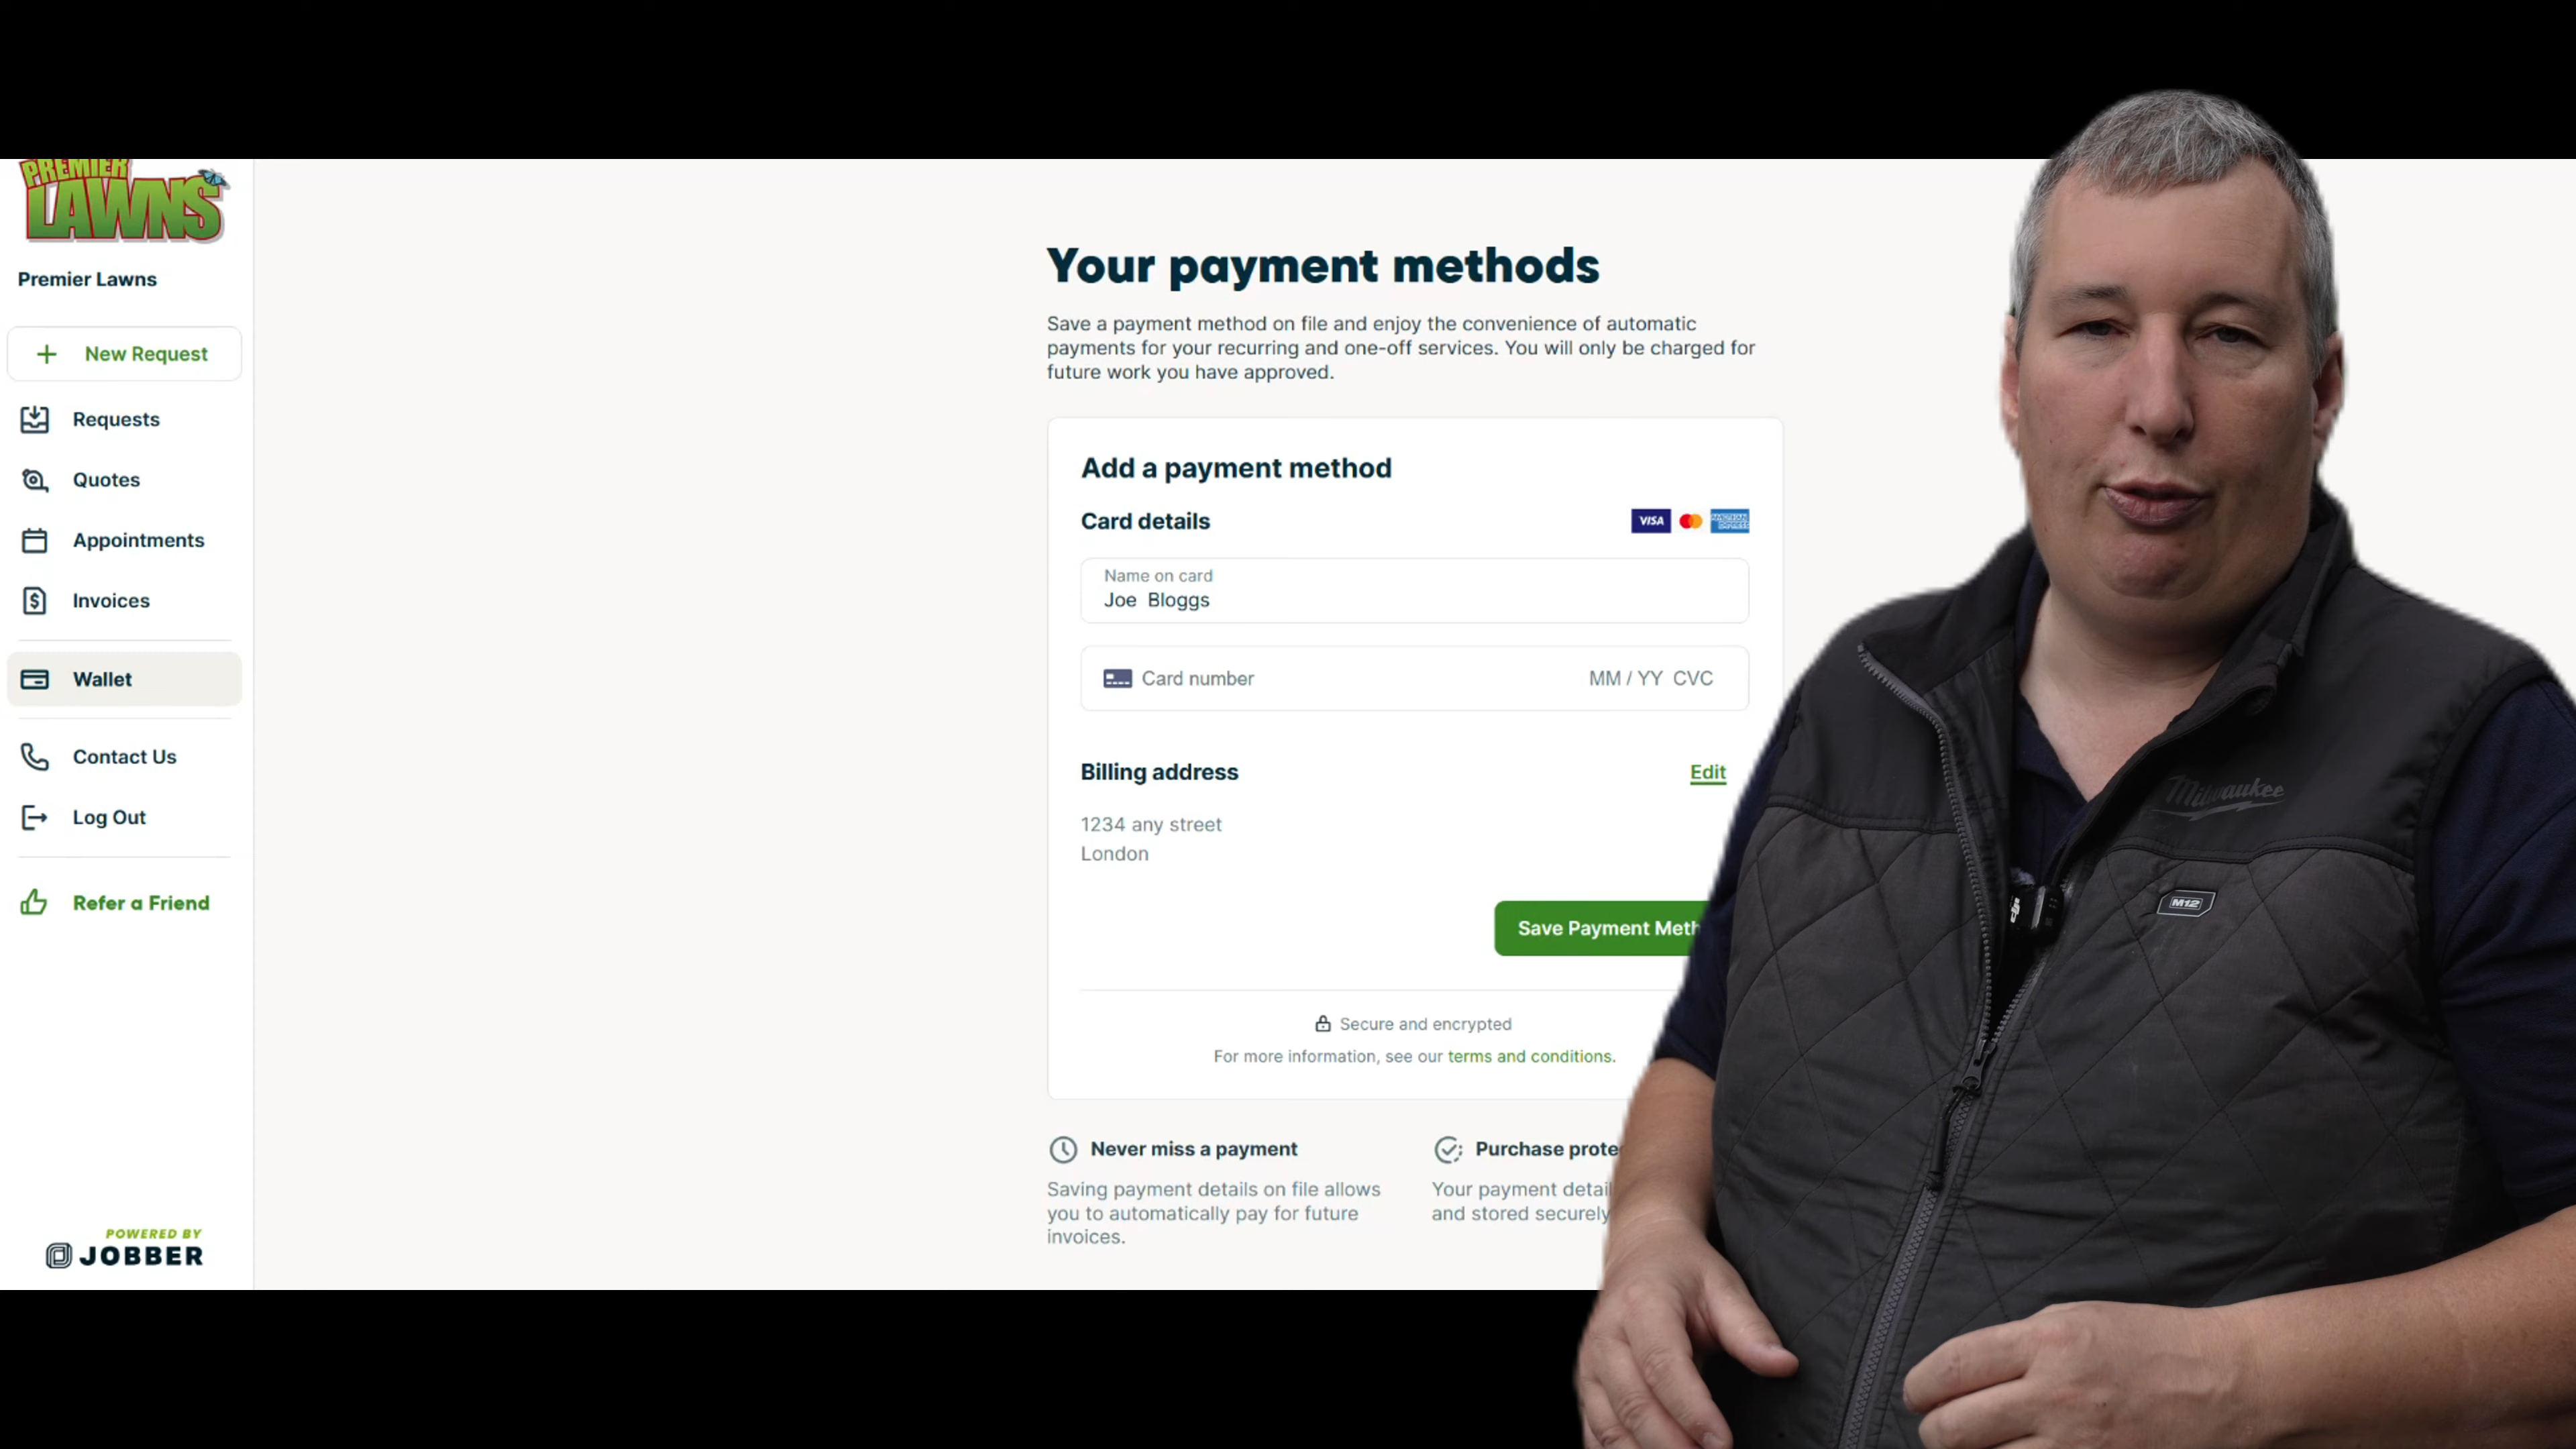 PREMIER
LAWNS
Premier Lawns
New Request
Requests
Quotes
Appointments
Invoices
Wallet
Contact Us
Log Out
Refer a Friend
POWERED BY
JOBBER
Your payment methods
Save a payment method on file and enjoy the convenience of automatic
payments for your recurring and one-off services. You will only be charged for
future work you have approved.
Add a payment method
Card details
VISA
AMERICAN EXPRESS
Name on card
Joe Bloggs
Card number MM / YY CVC
Billing address Edit
1234 any street
London
Save Payment Meth
Secure and encrypted
For more information, see our terms and conditions.
Never miss a payment
Saving payment details on file allows
you to automatically pay for future
invoices.
Purchase prote
Your payment detail
and stored securely
Milwaukee
M12
dji